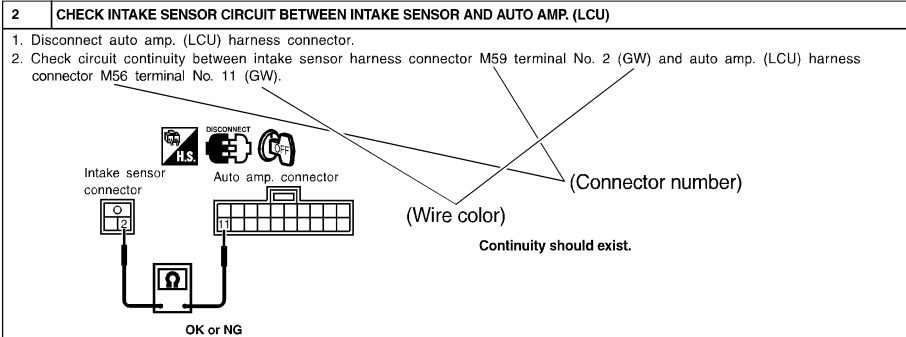 2 CHECK INTAKE SENSOR CIRCUIT BETWEEN INTAKE SENSOR AND AUTO AMP. (LCU)
1. Disconnect auto amp. (LCU) harness connector.
2. Check circuit continuity between intake sensor harness connector M59 terminal No. 2 (GW) and auto amp. (LCU) harness
connector M56 terminal No. 11 (GW).
DISCONNECT
H.S.
OFF
Intake sensor
connector
Auto amp. connector
(Connector number)
(Wire color)
2
11
Continuity should exist.
Ω
OK or NG